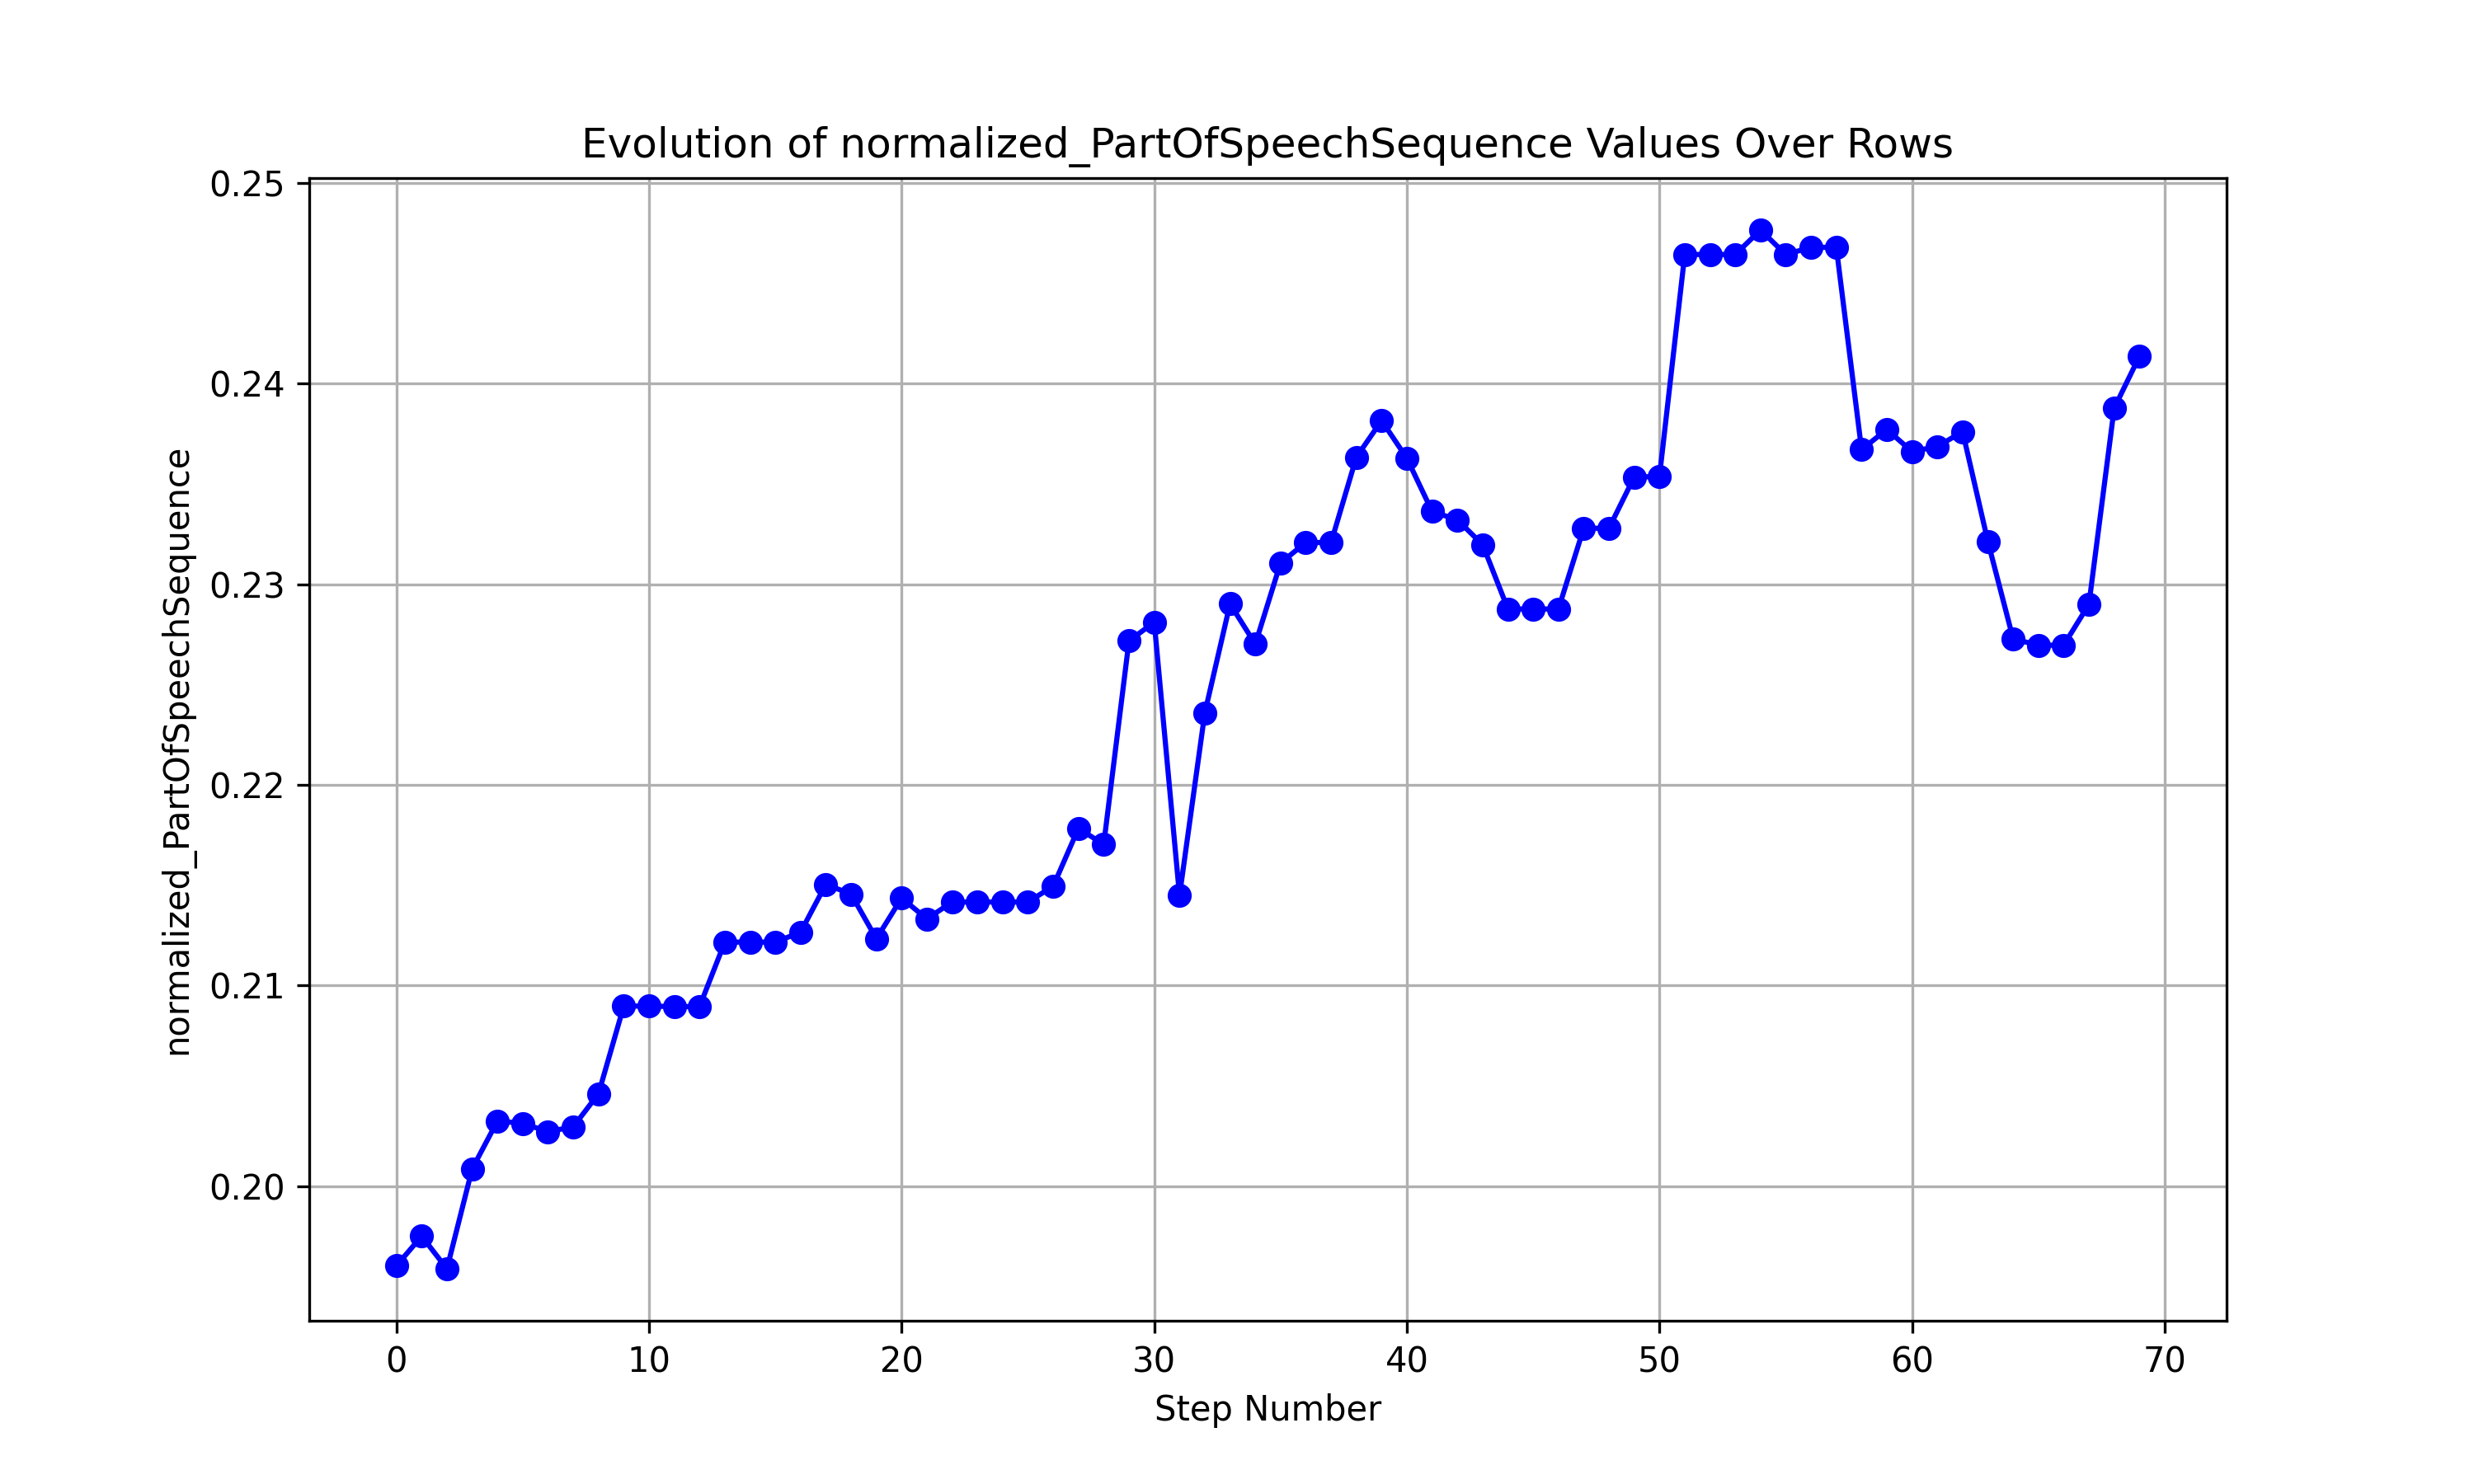 Evolution of normalized_PartOfSpeechSequence Values Over Rows
normalized_PartOfSpeechSequence
0.25
0.24
0.23
0.22
0.21
0.20
0 10 20 30 40 50 60 70
Step Number